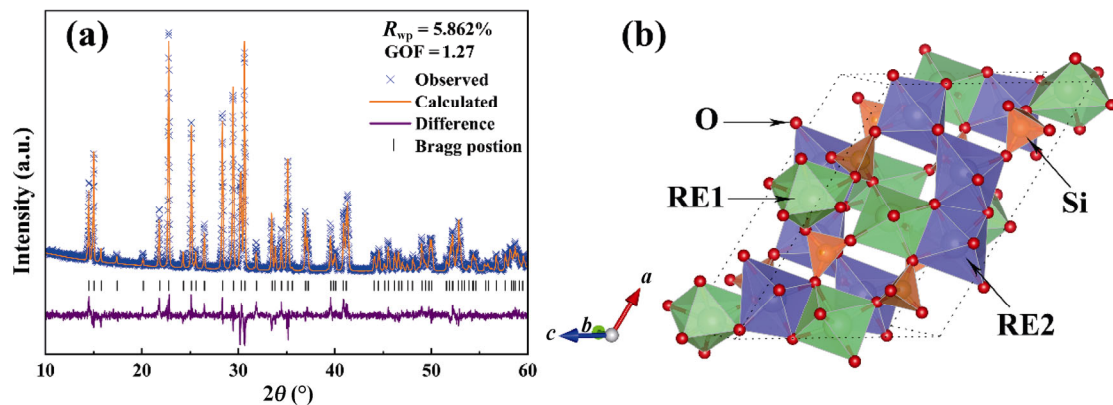 (a)
Rwp = 5.862%
GOF = 1.27
Observed
Calculated
Difference
Bragg postion
Intensity (a.u.)
10 20 30 40 50 60
2θ (°)
(b)
O
RE1
Si
RE2
a
b
c